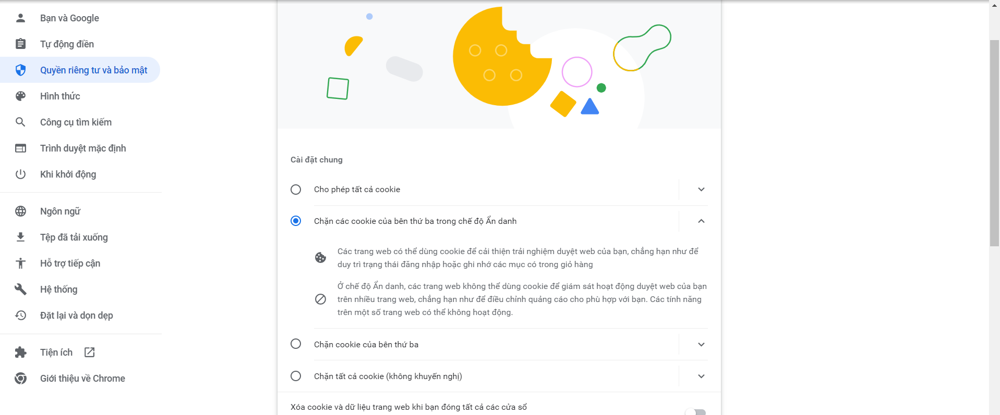 Bạn và Google
Tự động điền
Quyền riêng tư và bảo mật
Hình thức
Công cụ tìm kiếm
Trình duyệt mặc định
Khi khởi động
Ngôn ngữ
Tệp đã tải xuống
Hỗ trợ tiếp cận
Hệ thống
Đặt lại và dọn dẹp
Tiện ích
Giới thiệu về Chrome
Cài đặt chung
Cho phép tất cả cookie
Chặn các cookie của bên thứ ba trong chế độ Ẩn danh
Các trang web có thể dùng cookie để cải thiện trải nghiệm duyệt web của bạn, chẳng hạn như để
duy trì trạng thái đăng nhập hoặc ghi nhớ các mục có trong giỏ hàng
Ở chế độ Ẩn danh, các trang web không thể dùng cookie để giám sát hoạt động duyệt web của bạn
trên nhiều trang web, chẳng hạn như để điều chỉnh quảng cáo cho phù hợp với bạn. Các tính năng
trên một số trang web có thể không hoạt động.
Chặn cookie của bên thứ ba
Chặn tất cả cookie (không khuyến nghị)
Xóa cookie và dữ liệu trang web khi bạn đóng tất cả các cửa sổ